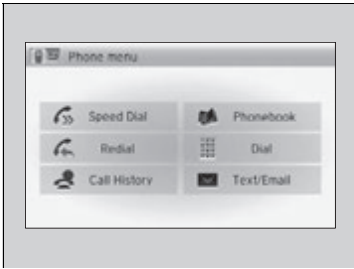 Phone menu
Speed Dial
Phonebook
Redial
Dial
Call History
Text/Email